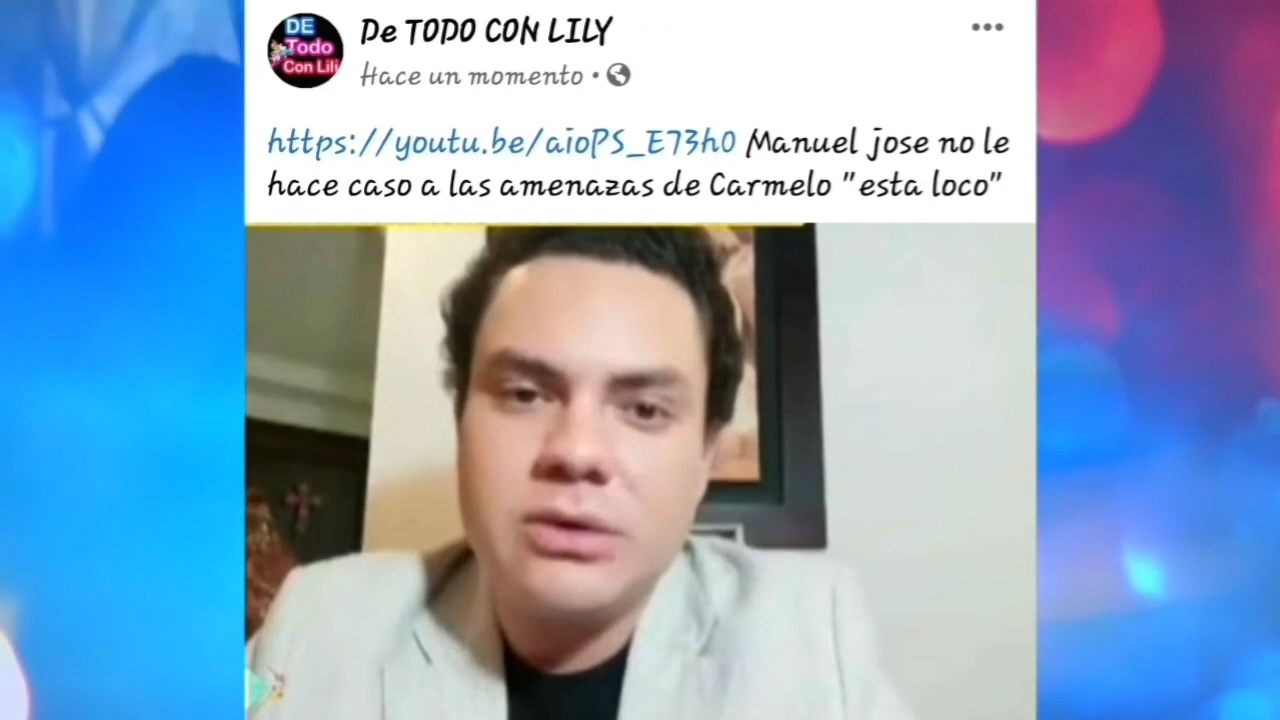 DE
Todo
Con Lili
De TODO CON LILY
Hace un momento •
https://youtu.be/aioPS_E73h0 Manuel jose no le
hace caso a las amenazas de Carmelo "esta loco"